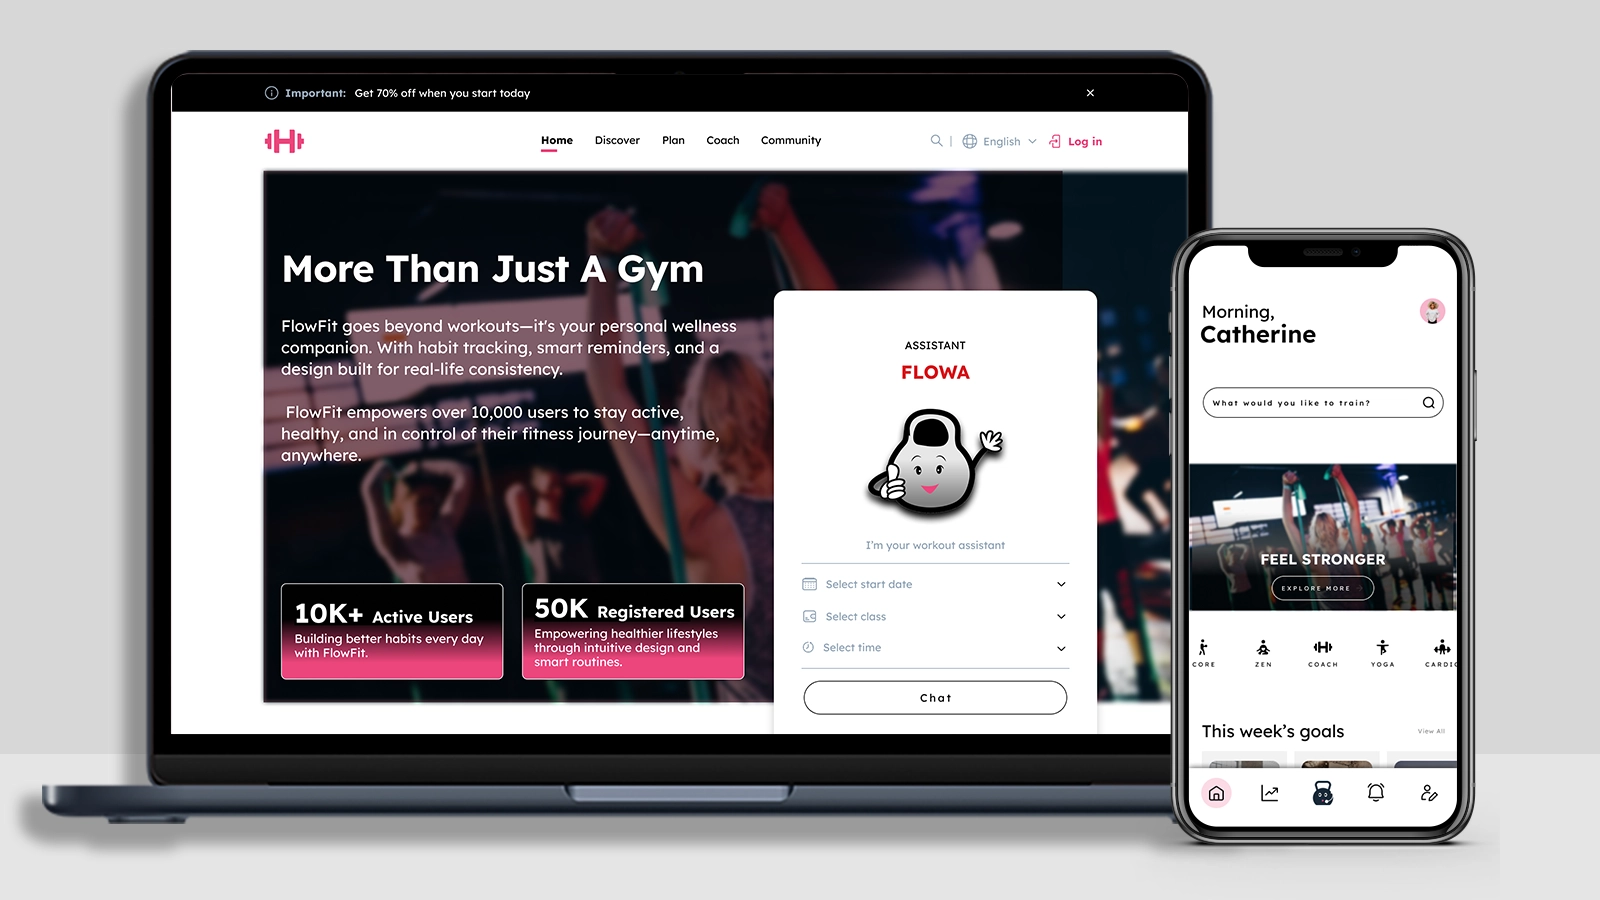 Important: Get 70% off when you start today
Home Discover Plan Coach Community
English
Log in
More Than Just A Gym
FlowFit goes beyond workouts—it's your personal wellness
companion. With habit tracking, smart reminders, and a
design built for real-life consistency.
FlowFit empowers over 10,000 users to stay active,
healthy, and in control of their fitness journey—anytime,
anywhere.
10K+ Active Users
Building better habits every day
with FlowFit.
50K Registered Users
Empowering healthier lifestyles
through intuitive design and
smart routines.
ASSISTANT
FLOWA
I'm your workout assistant
Select start date
Select class
Select time
Chat
Morning,
Catherine
What would you like to train?
FEEL STRONGER
EXPLORE MORE
CORE ZEN COACH YOGA CARDIO
This week's goals
View All